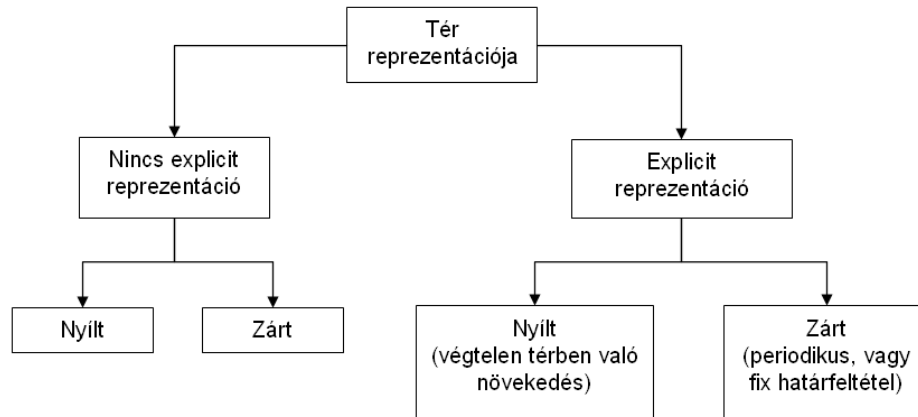 Tér
reprezentációja
Nincs explicit
reprezentáció
Explicit
reprezentáció
Nyílt
Zárt
Nyílt
(végtelen térben való
növekedés)
Zárt
(periodikus, vagy
fix határfeltétel)